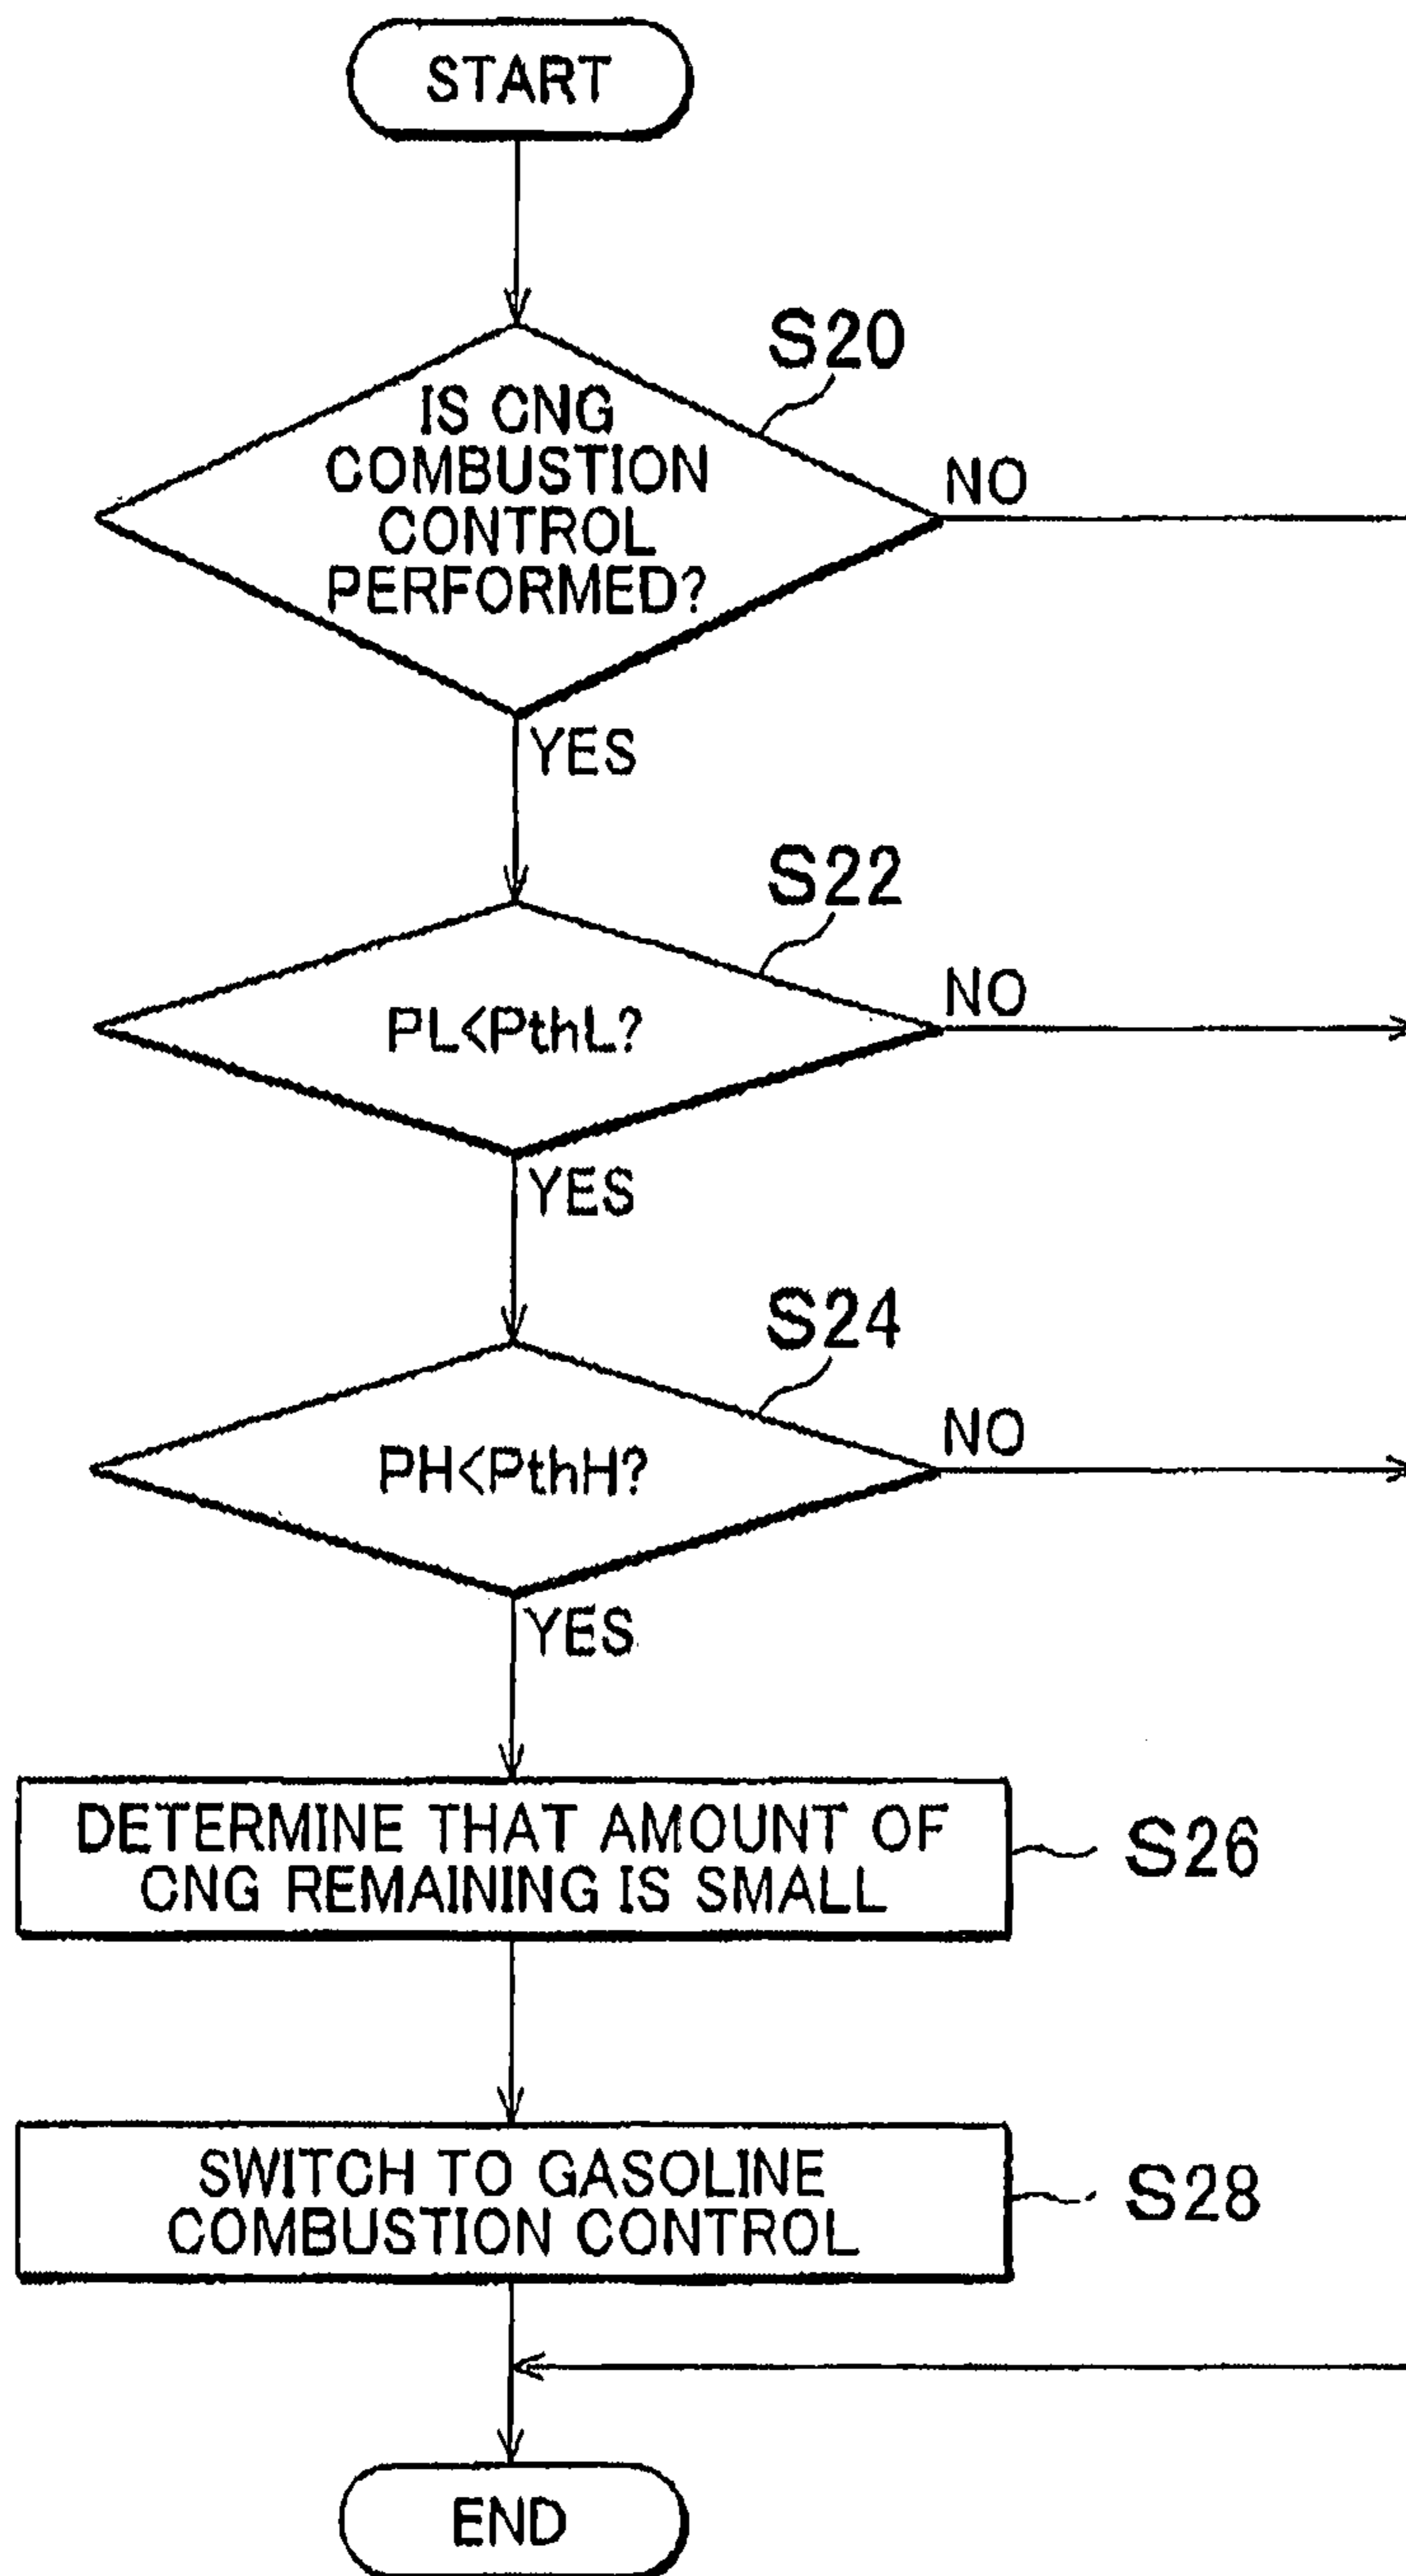 START
S20
IS CNG
COMBUSTION
CONTROL
PERFORMED?
NO
YES
S22
PL<PthL?
NO
YES
S24
PH<PthH?
NO
YES
DETERMINE THAT AMOUNT OF
CNG REMAINING IS SMALL
S26
SWITCH TO GASOLINE
COMBUSTION CONTROL
S28
END